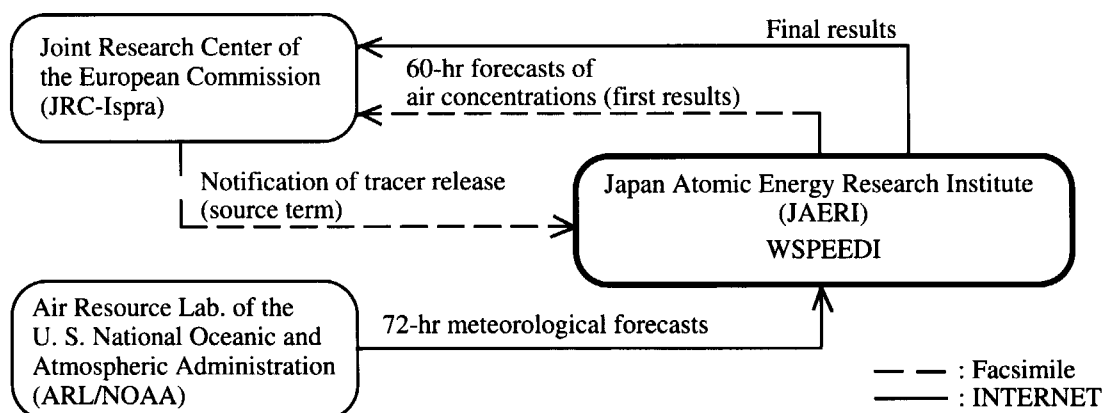 Joint Research Center of
the European Commission
(JRC-Ispra)
Final results
60-hr forecasts of
air concentrations (first results)
Notification of tracer release
(source term)
Japan Atomic Energy Research Institute
(JAERI)
WSPEEDI
Air Resource Lab. of the
U. S. National Oceanic and
Atmospheric Administration
(ARL/NOAA)
72-hr meteorological forecasts
: Facsimile
: INTERNET